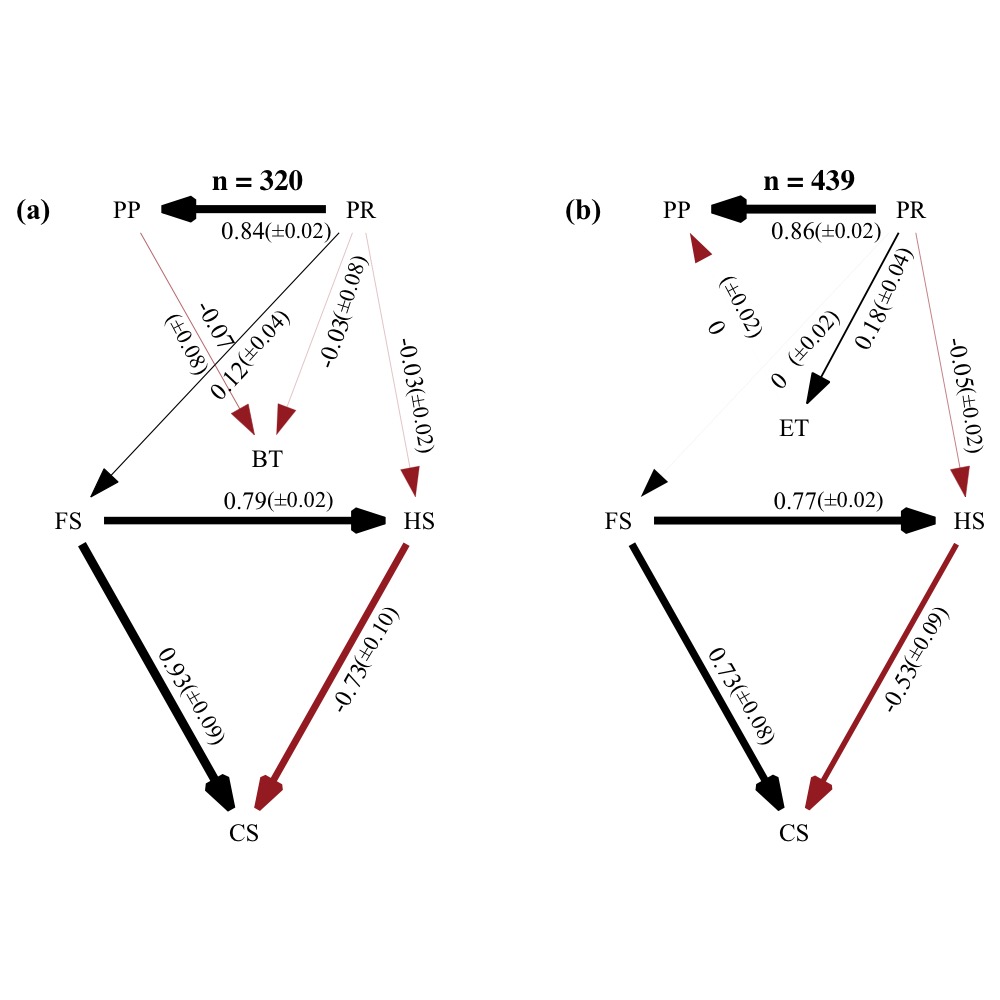 n = 320
(a)
PP
PR
0.84(±0.02)
-0.07
(±0.08)
0.12(±0.04)
-0.03(±0.08)
-0.03(±0.02)
BT
FS
0.79(±0.02)
HS
0.93(±0.09)
-0.73(±0.10)
CS
n = 439
(b)
PP
PR
0.86(±0.02)
(±0.02)
0
0 (±0.02)
0.18(±0.04)
-0.05(±0.02)
ET
FS
0.77(±0.02)
HS
0.73(±0.08)
-0.53(±0.09)
CS